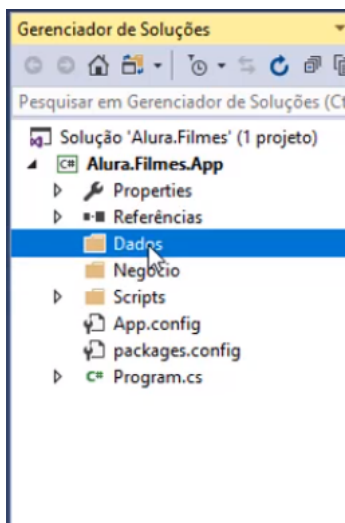 Gerenciador de Soluções
Pesquisar em Gerenciador de Soluções (Ct
Solução 'Alura.Filmes' (1 projeto)
C# Alura.Filmes.App
Properties
Referências
Dados
Negócio
Scripts
App.config
packages.config
C# Program.cs